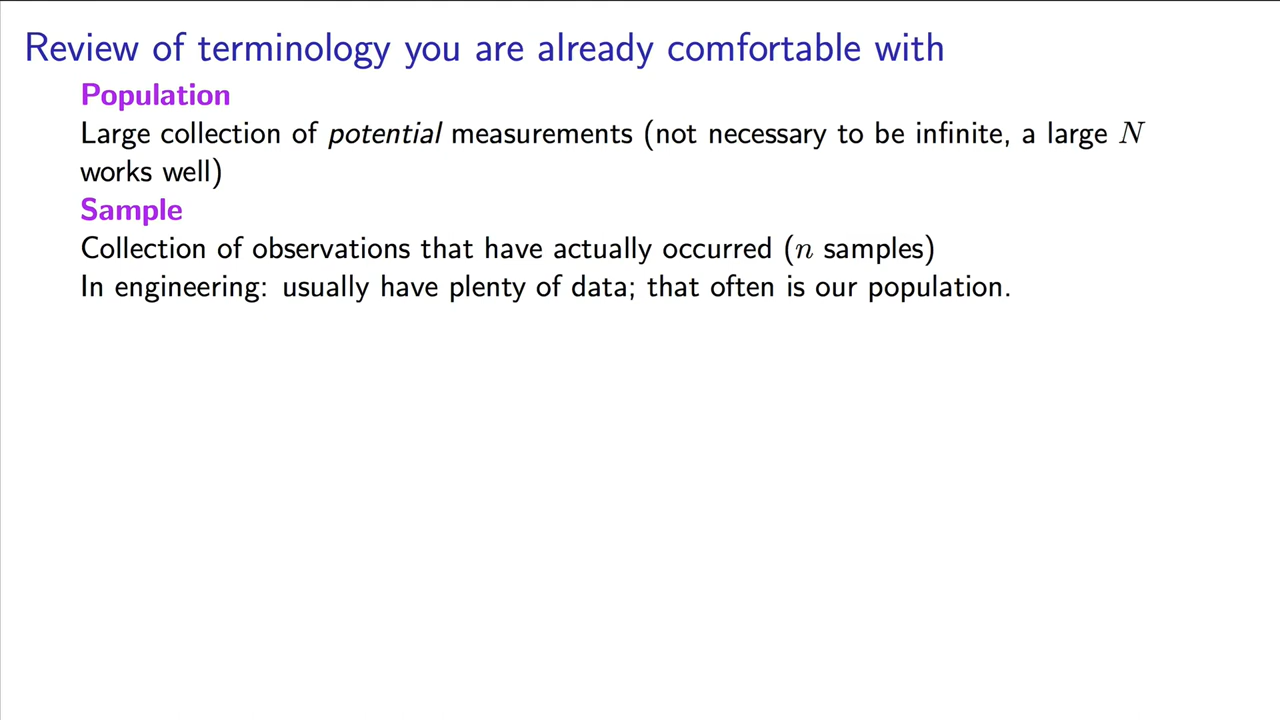 Review of terminology you are already comfortable with
Population
Large collection of potential measurements (not necessary to be infinite, a large N
works well)
Sample
Collection of observations that have actually occurred (n samples)
In engineering: usually have plenty of data; that often is our population.